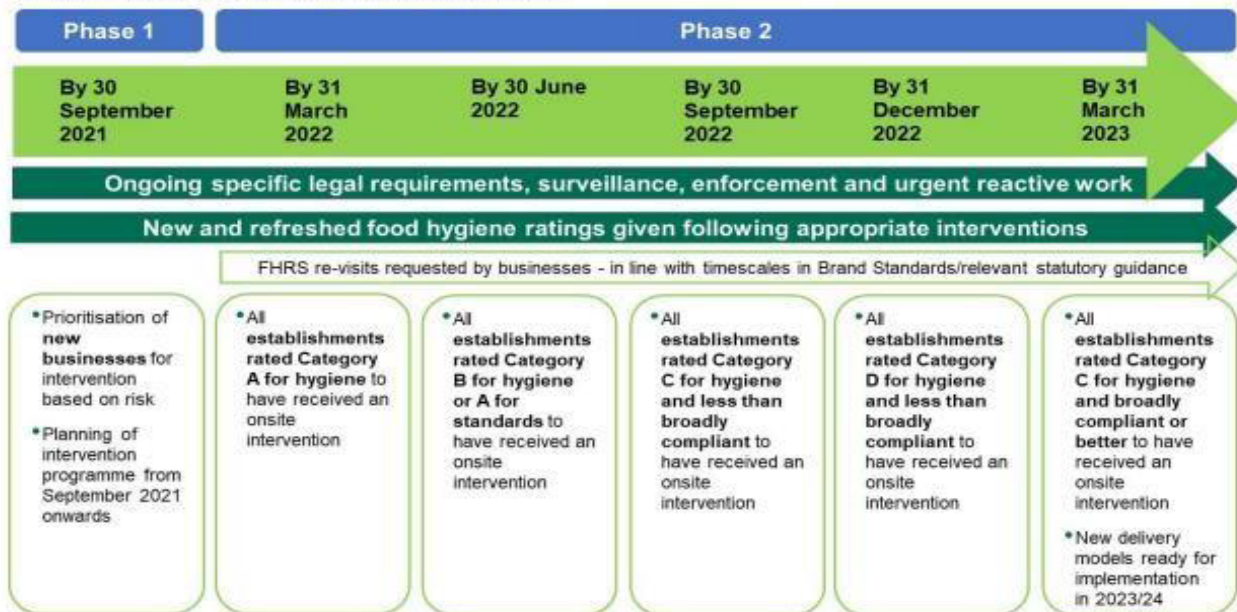 Phase 1
Phase 2
By 30
September
2021
By 31
March
2022
By 30 June
2022
By 30
September
2022
By 31
December
2022
By 31
March
2023
Ongoing specific legal requirements, surveillance, enforcement and urgent reactive work
New and refreshed food hygiene ratings given following appropriate interventions
FHRS re-visits requested by businesses - in line with timescales in Brand Standards/relevant statutory guidance
•Prioritisation of
new
businesses for
intervention
based on risk
•Planning of
intervention
programme from
September 2021
onwards
•All
establishments
rated Category
A for hygiene to
have received an
onsite
intervention
•All
establishments
rated Category
B for hygiene
or A for
standards to
have received an
onsite
intervention
•All
establishments
rated Category
C for hygiene
and less than
broadly
compliant to
have received an
onsite
intervention
•All
establishments
rated Category
D for hygiene
and less than
broadly
compliant to
have received an
onsite
intervention
•All
establishments
rated Category
C for hygiene
and broadly
compliant or
better to have
received an
onsite
intervention
•New delivery
models ready for
implementation
in 2023/24